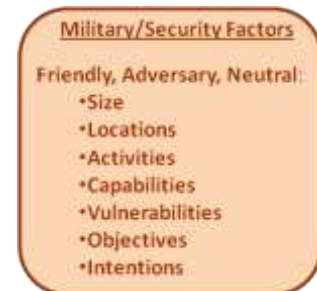 Military/Security Factors
Friendly, Adversary, Neutral:
•Size
•Locations
•Activities
•Capabilities
•Vulnerabilities
•Objectives
•Intentions